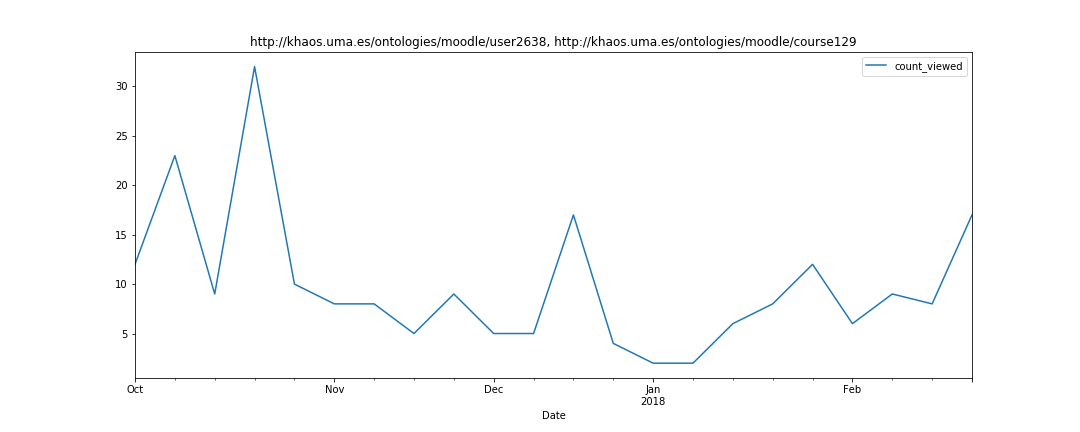 http://khaos.uma.es/ontologies/moodle/user2638, http://khaos.uma.es/ontologies/moodle/course129
count_viewed
30
25
20
15
10
5
Oct Nov Dec Jan Feb
2018
Date